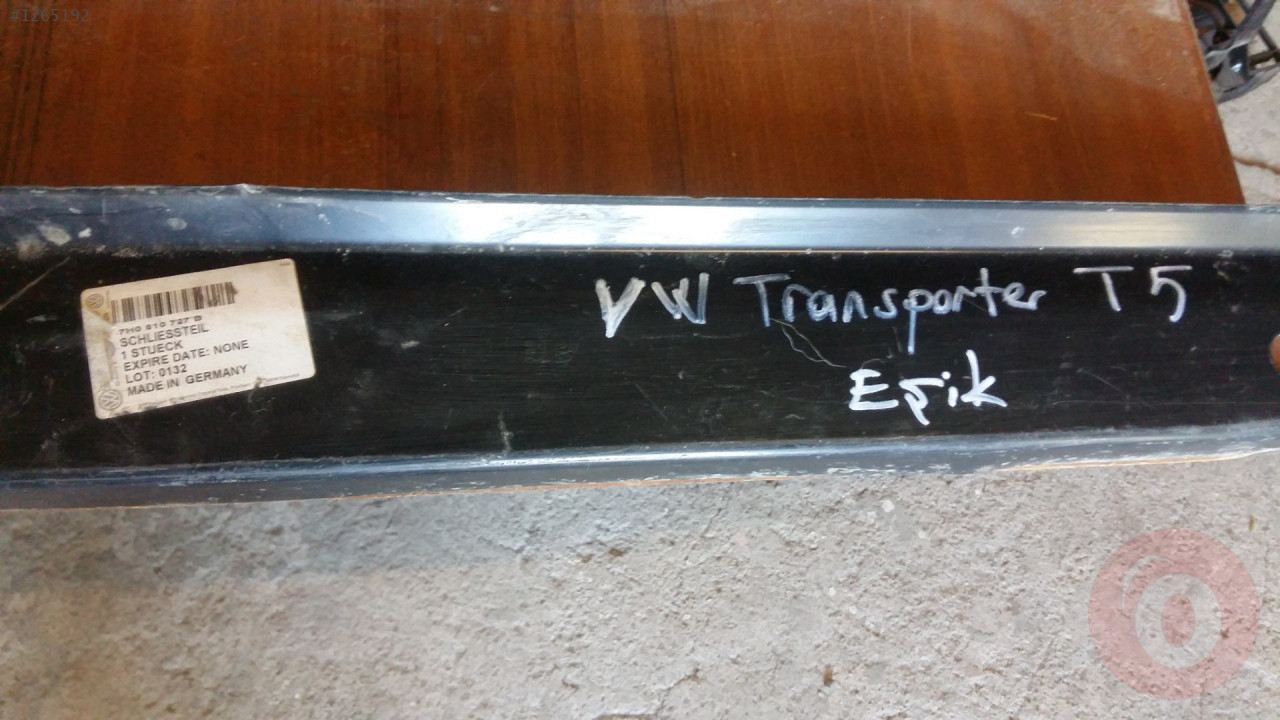 #1265192
VW Transporter T5
Eşik
SCHLIESSTEIL
1 STUECK
EXPIRE DATE: NONE
LOT: 0132
MADE IN GERMANY